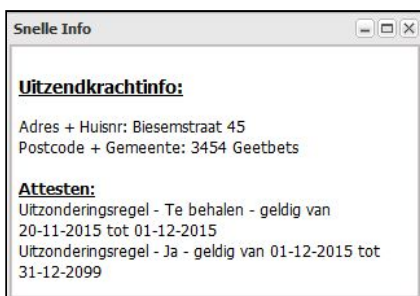 Snelle Info
Uitzendkrachtinfo:
Adres + Huisnr: Biesemstraat 45
Postcode + Gemeente: 3454 Geetbets
Attesten:
Uitzonderingsregel - Te behalen - geldig van
20-11-2015 tot 01-12-2015
Uitzonderingsregel - Ja - geldig van 01-12-2015 tot
31-12-2099